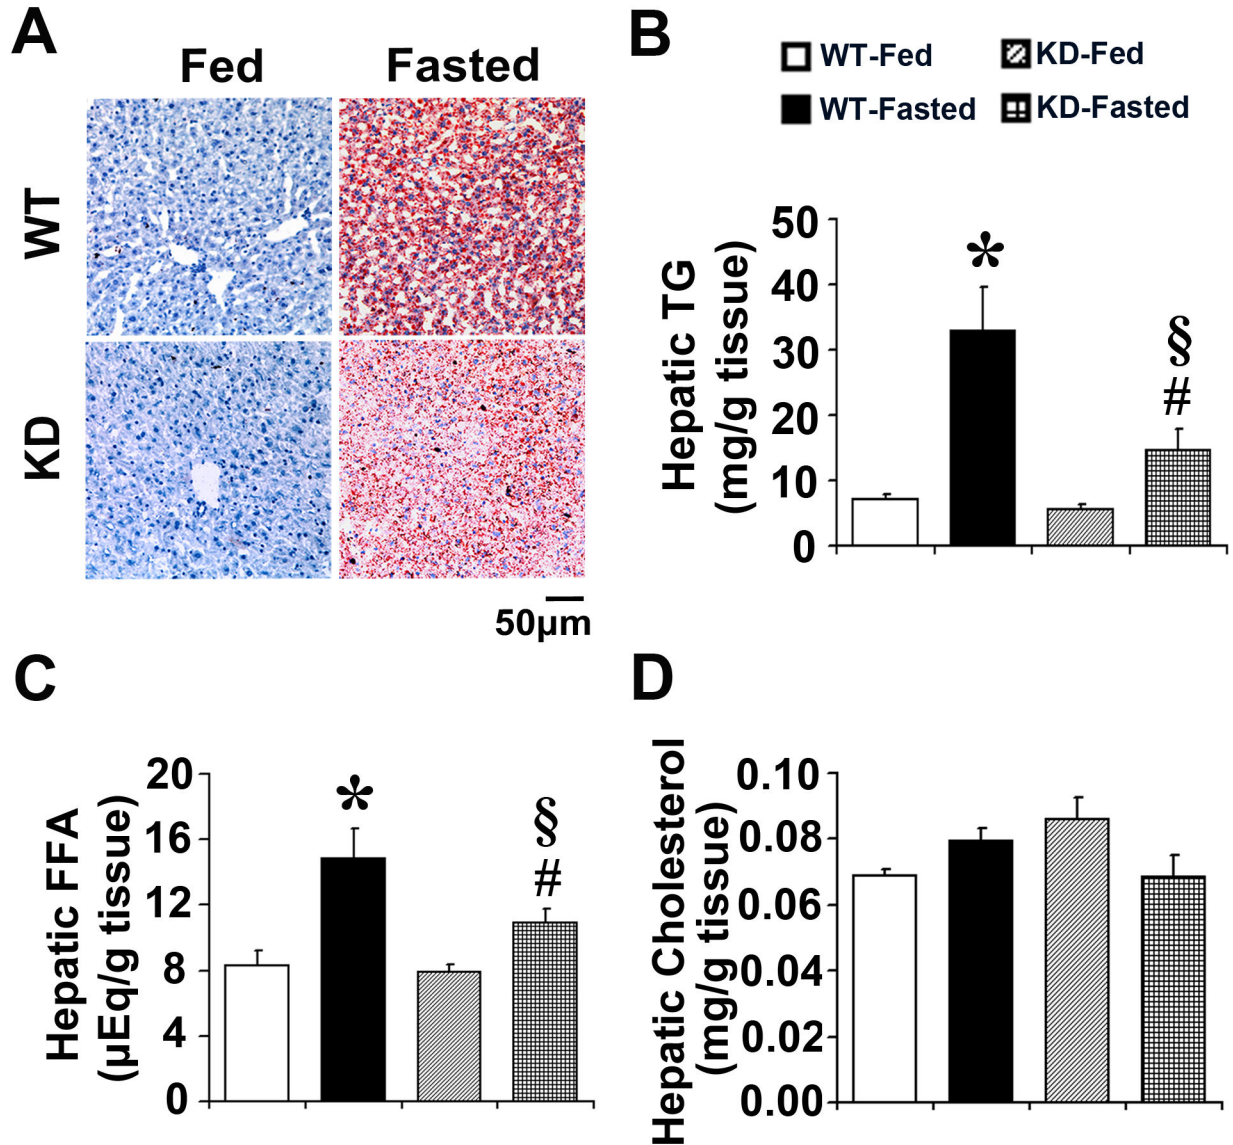 A
Fed
Fasted
WT
KD
50μm
B
WT-Fed
KD-Fed
WT-Fasted
KD-Fasted
Hepatic TG
(mg/g tissue)
50
40
30
20
10
0
*
§
#
C
Hepatic FFA
(μEq/g tissue)
20
16
12
8
4
0
*
§
#
D
Hepatic Cholesterol
(mg/g tissue)
0.10
0.08
0.06
0.04
0.02
0.00